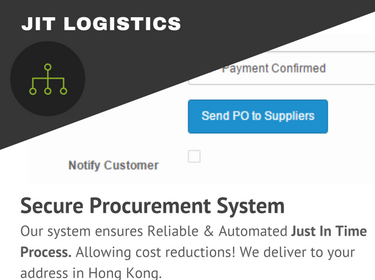 JIT LOGISTICS
Payment Confirmed
Send PO to Suppliers
Notify Customer
Secure Procurement System
Our system ensures Reliable & Automated Just In Time
Process. Allowing cost reductions! We deliver to your
address in Hong Kong.